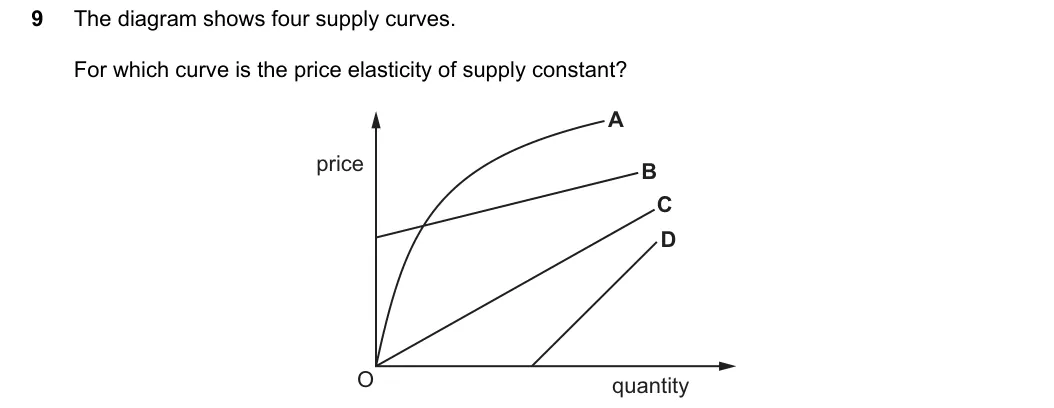 9 The diagram shows four supply curves.
For which curve is the price elasticity of supply constant?
A
price
B
C
D
O
quantity